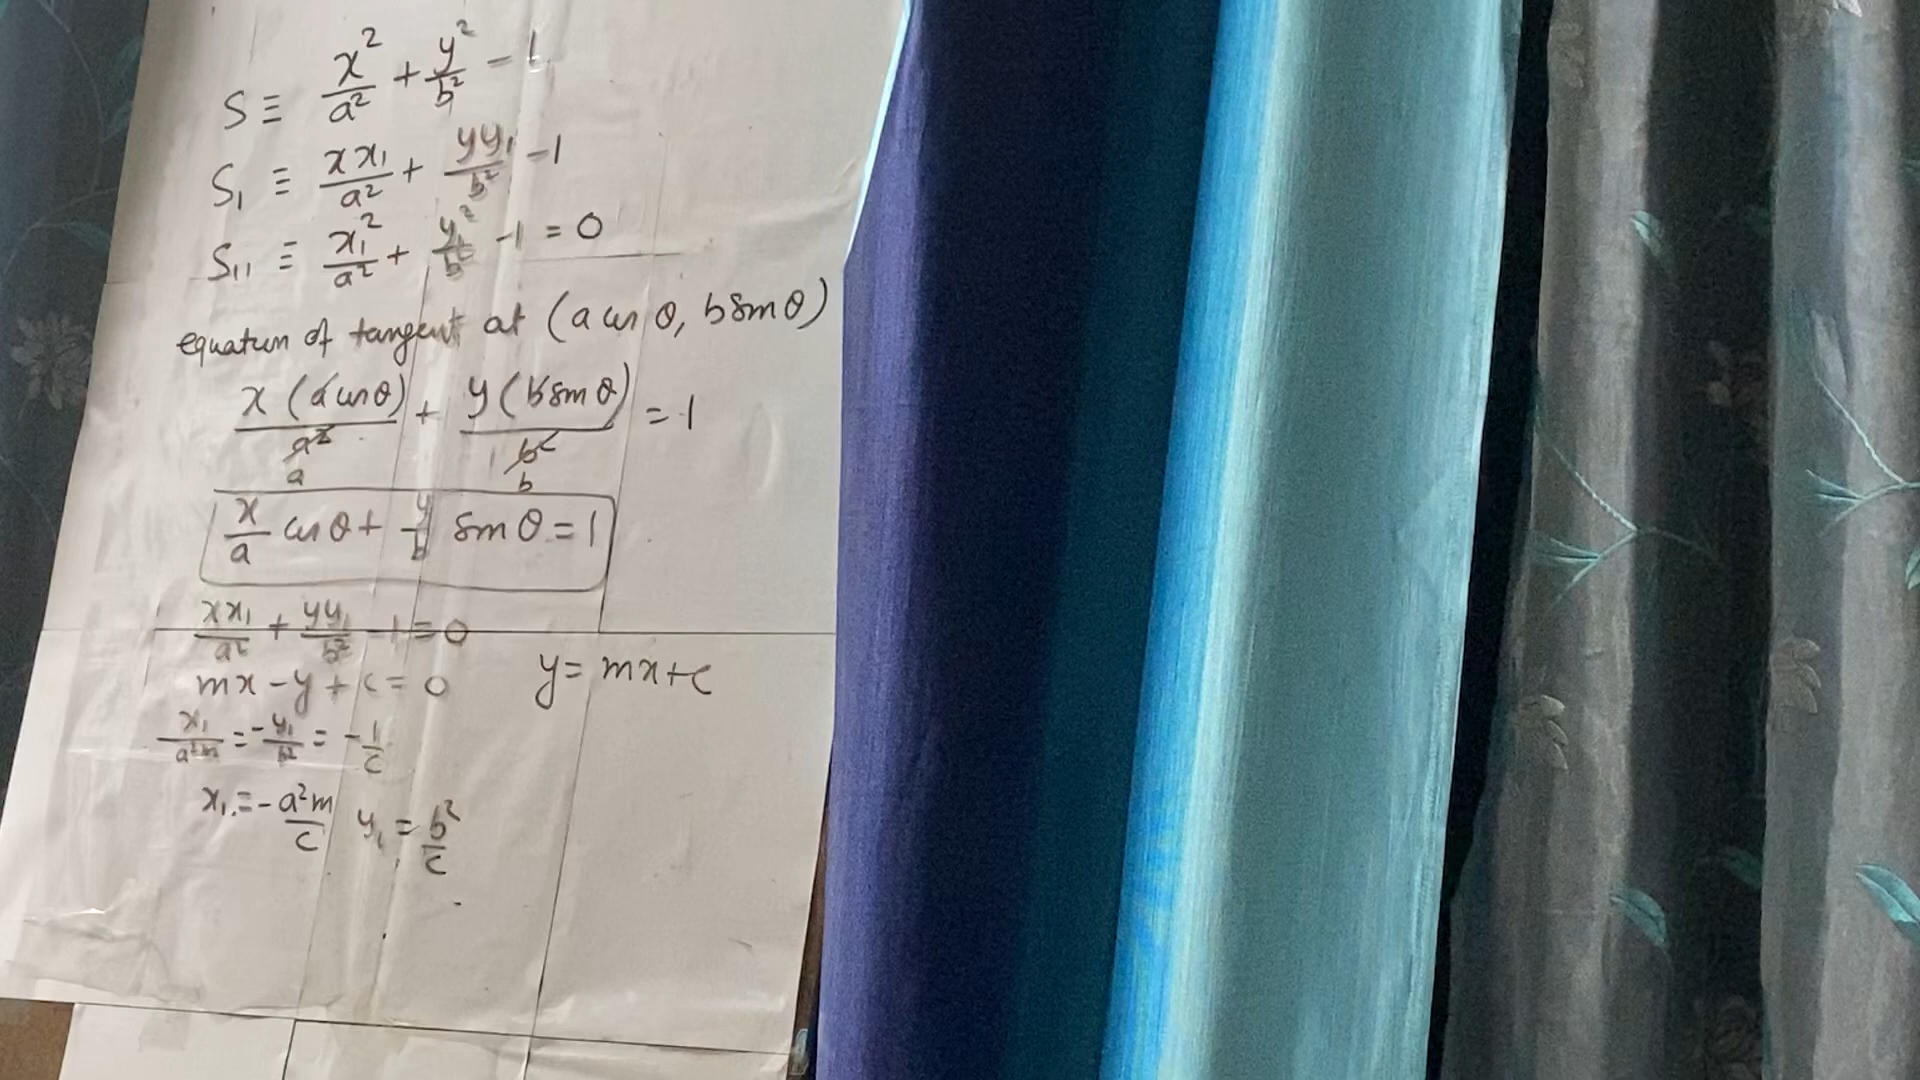 S ≡ x²/a² + y²/b² - 1
S₁ ≡ xx₁/a² + yy₁/b² - 1
S₁₁ ≡ x₁²/a² + y₁²/b² - 1 = 0
equation of tangent at (a cos θ, b sin θ)
x (a cos θ)/a² + y (b sin θ)/b² = 1
a b
x/a cos θ + y/b sin θ = 1
xx₁/a² + yy₁/b² - 1 = 0
mx - y + c = 0 y = mx + c
x₁/a²m = -y₁/b² = -1/c
x₁ = -a²m/c y₁ = b²/c